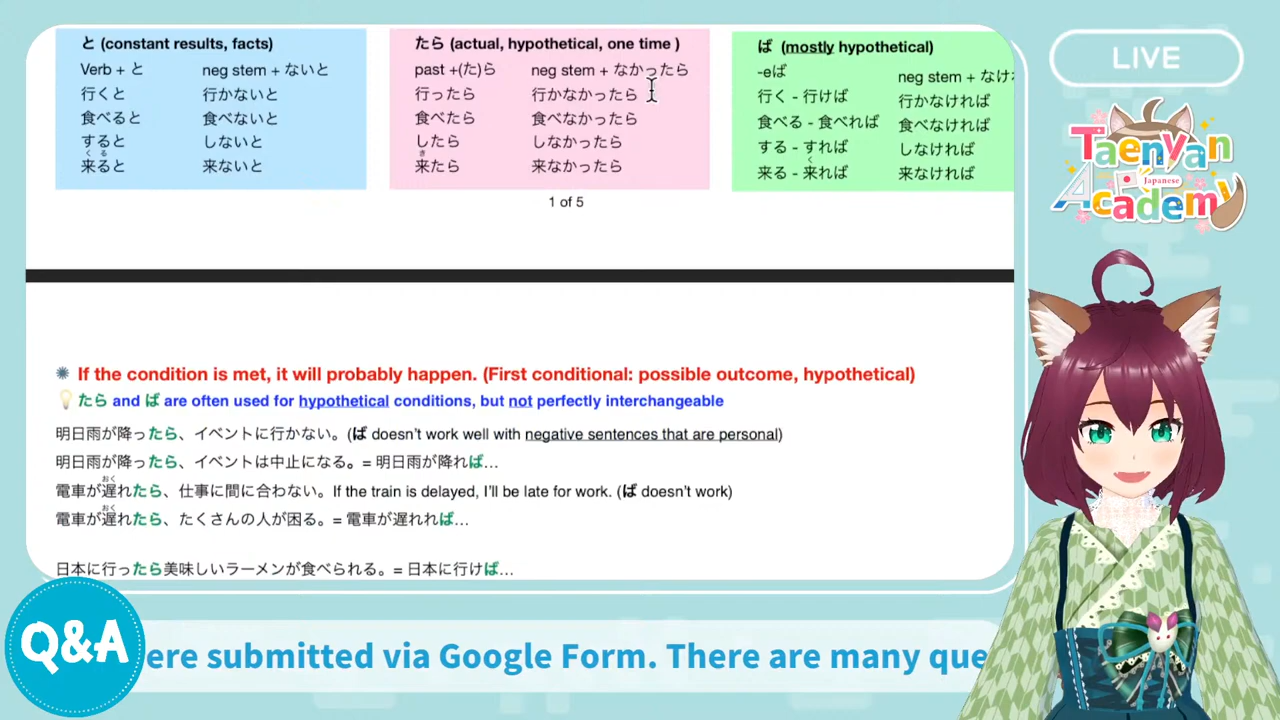 と (constant results, facts)
Verb + と neg stem + ないと
行くと 行かないと
食べると 食べないと
すると しないと
くる
来ると 来ないと
たら (actual, hypothetical, one time )
past +(た)ら neg stem + なかったら
行ったら 行かなかったら
食べたら 食べなかったら
したら しなかったら
き
来たら 来なかったら
ば (mostly hypothetical)
-eば neg stem + なけ
行く - 行けば 行かなければ
食べる - 食べれば 食べなければ
する - すれば しなければ
く
来る - 来れば 来なければ
1 of 5
If the condition is met, it will probably happen. (First conditional: possible outcome, hypothetical)
たら and ば are often used for hypothetical conditions, but not perfectly interchangeable
明日雨が降ったら、イベントに行かない。(ば doesn't work well with negative sentences that are personal)
明日雨が降ったら、イベントは中止になる。= 明日雨が降れば…
おく
電車が遅れたら、仕事に間に合わない。If the train is delayed, I'll be late for work. (ば doesn't work)
おく
電車が遅れたら、たくさんの人が困る。= 電車が遅れれば…
日本に行ったら美味しいラーメンが食べられる。= 日本に行けば…
LIVE
Taenyan
Japanese
Academy
Q&A
ere submitted via Google Form. There are many que